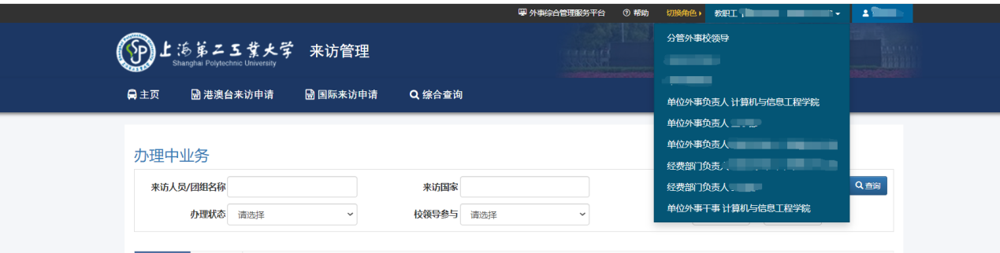 外事综合管理服务平台 帮助 切换角色 教职工
上海第二工业大学 来访管理
Shanghai Polytechnic University
主页 港澳台来访申请 国际来访申请 综合查询
分管外事校领导
单位外事负责人 计算机与信息工程学院
单位外事负责人
单位外事负责人
经费部门负责人
经费部门负责人
单位外事干事 计算机与信息工程学院
办理中业务
来访人员/团组名称 来访国家 查询
办理状态 请选择 校领导参与 请选择